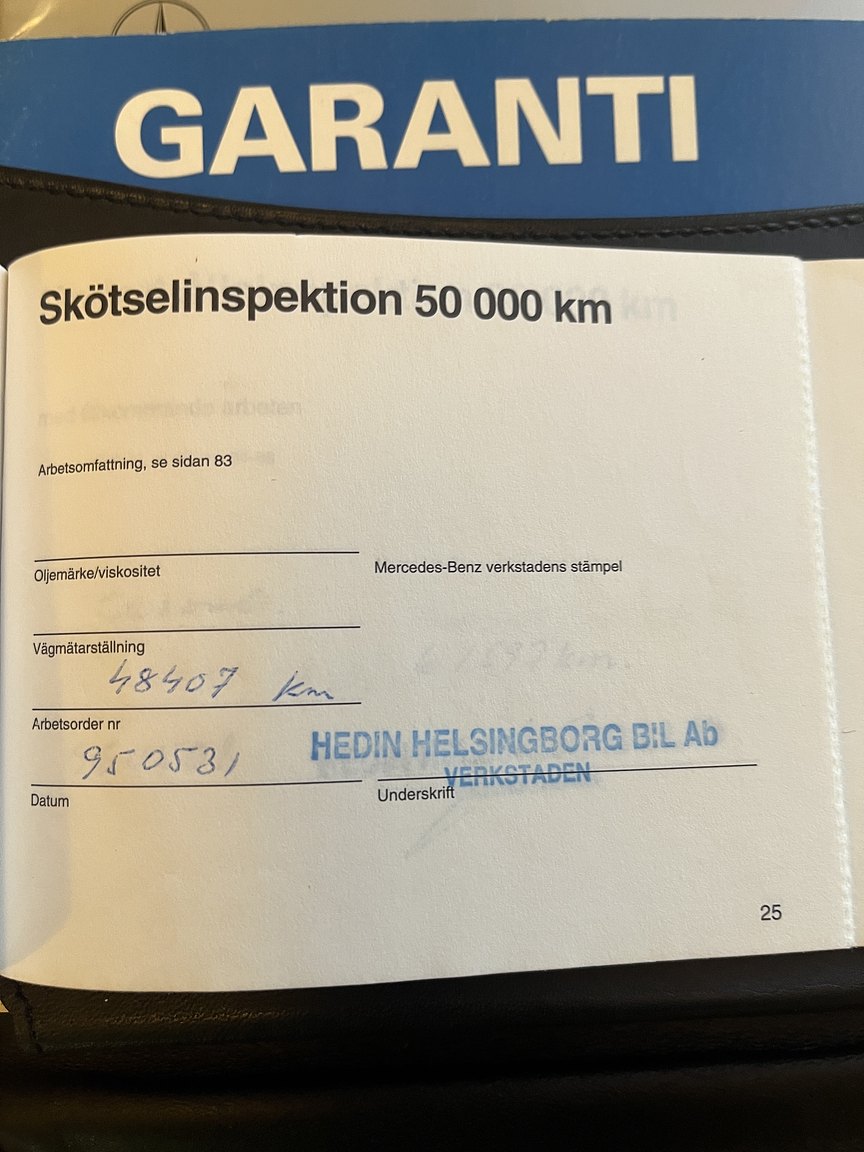 GARANTI
Skötselinspektion 50 000 km
Arbetsomfattning, se sidan 83
Oljemärke/viskositet
Mercedes-Benz verkstadens stämpel
Vägmätarställning
48407 km
Arbetsorder nr
950531
HEDIN HELSINGBORG BIL Ab
VERKSTADEN
Datum
Underskrift
25